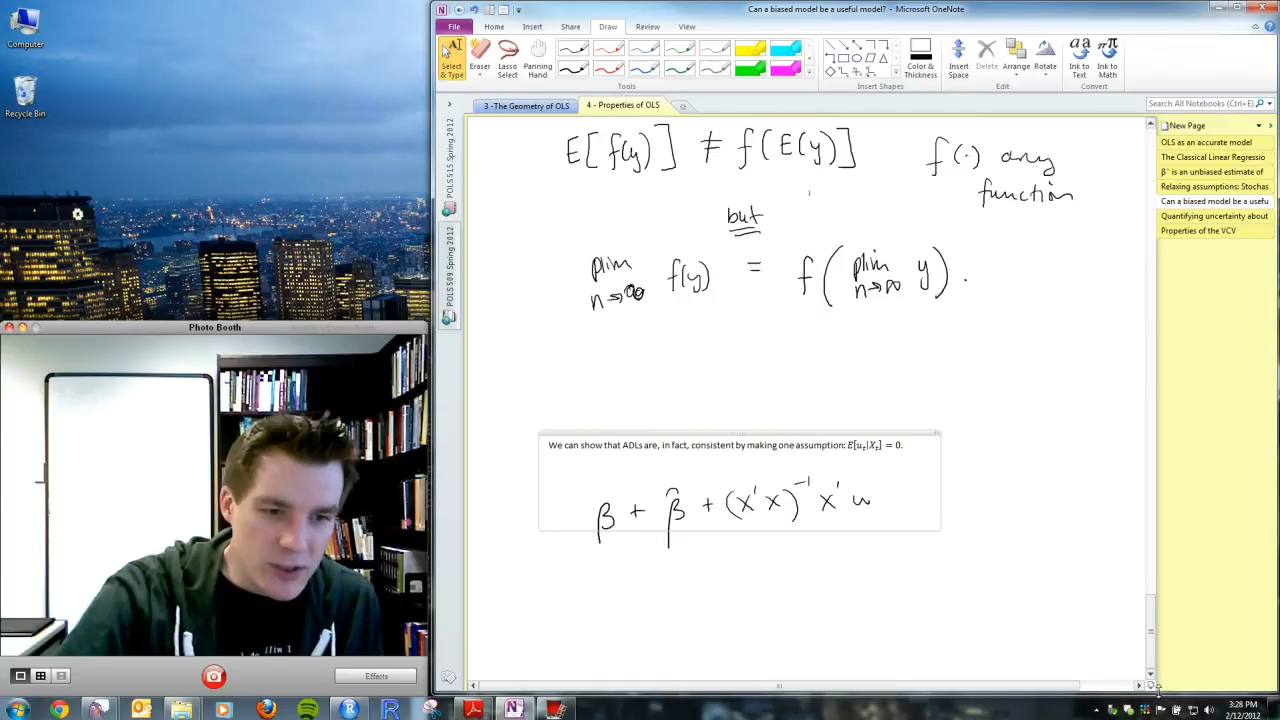 Can a biased model be a useful model? - Microsoft OneNote
Computer
Recycle Bin
File Home Insert Share Draw Review View
Select & Type
Eraser
Lasso Select
Panning Hand
Color & Thickness
Insert Space
Delete
Arrange
Rotate
Ink to Text
Ink to Math
Tools
Insert Shapes
Edit
Convert
3 -The Geometry of OLS
4 - Properties of OLS
Search All Notebooks (Ctrl+E)
POLS 515 Spring 2012
POLS 509 Spring 2012
New Page
OLS as an accurate model
The Classical Linear Regressio
β^ is an unbiased estimate of
Relaxing assumptions: Stochas
Can a biased model be a usefu
Quantifying uncertainty about
Properties of the VCV
E[f(y)] ≠ f(E(y)]
f(·) any
function
but
plim n→∞ f(y) = f(plim n→∞ y).
We can show that ADLs are, in fact, consistent by making one assumption: E[uₜ|Xₜ] = 0.
β + β̂ + (X'X)⁻¹ X' u
Photo Booth
Effects
3:28 PM
2/12/2012